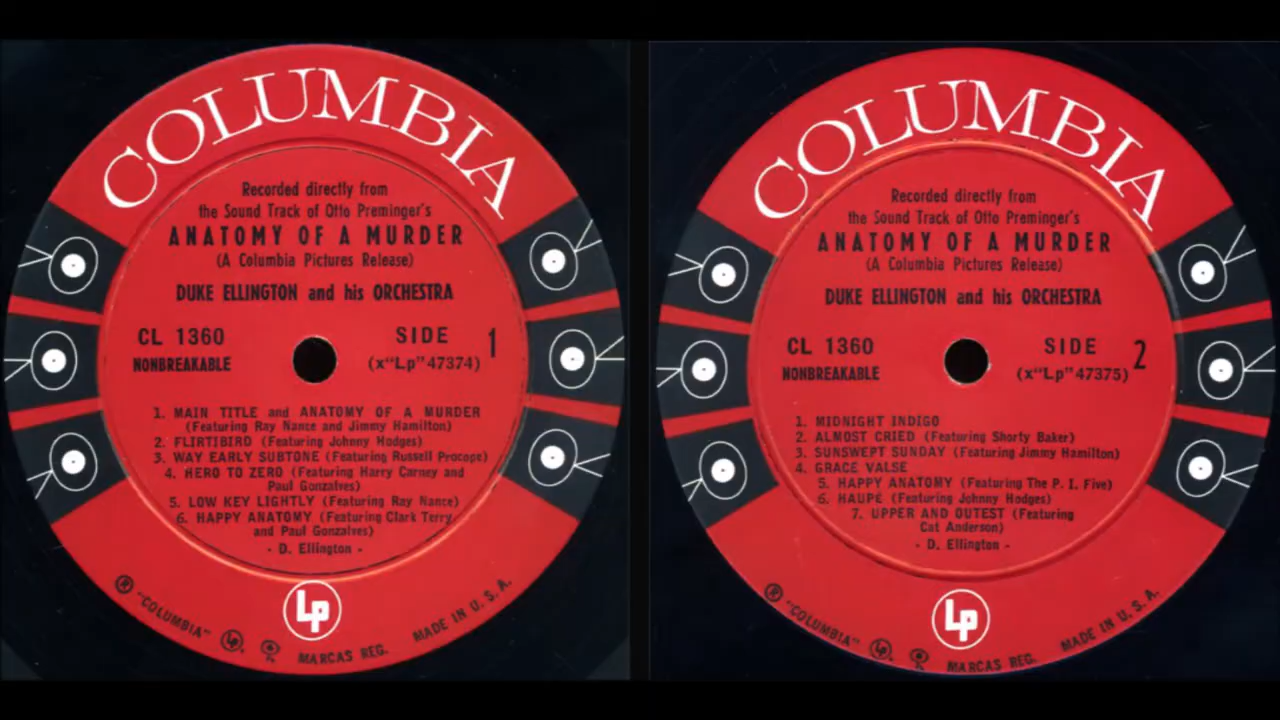 COLUMBIA
Recorded directly from
the Sound Track of Otto Preminger's
ANATOMY OF A MURDER
(A Columbia Pictures Release)
DUKE ELLINGTON and his ORCHESTRA
CL 1360
NONBREAKABLE
SIDE 1
(x"Lp" 47374)
1. MAIN TITLE and ANATOMY OF A MURDER
(Featuring Ray Nance and Jimmy Hamilton)
2. FLIRTIBIRD (Featuring Johnny Hodges)
3. WAY EARLY SUBTONE (Featuring Russell Procope)
4. HERO TO ZERO (Featuring Harry Carney and
Paul Gonzalves)
5. LOW KEY LIGHTLY (Featuring Ray Nance)
6. HAPPY ANATOMY (Featuring Clark Terry
and Paul Gonzalves)
- D. Ellington -
Lp
® "COLUMBIA" Lp MARCAS REG. MADE IN U. S. A.
COLUMBIA
Recorded directly from
the Sound Track of Otto Preminger's
ANATOMY OF A MURDER
(A Columbia Pictures Release)
DUKE ELLINGTON and his ORCHESTRA
CL 1360
NONBREAKABLE
SIDE 2
(x"Lp" 47375)
1. MIDNIGHT INDIGO
2. ALMOST CRIED (Featuring Shorty Baker)
3. SUNSWEPT SUNDAY (Featuring Jimmy Hamilton)
4. GRACE VALSE
5. HAPPY ANATOMY (Featuring The P. I. Five)
6. HAUPÉ (Featuring Johnny Hodges)
7. UPPER AND OUTEST (Featuring
Cat Anderson)
- D. Ellington -
Lp
® "COLUMBIA" Lp MARCAS REG. MADE IN U. S. A.